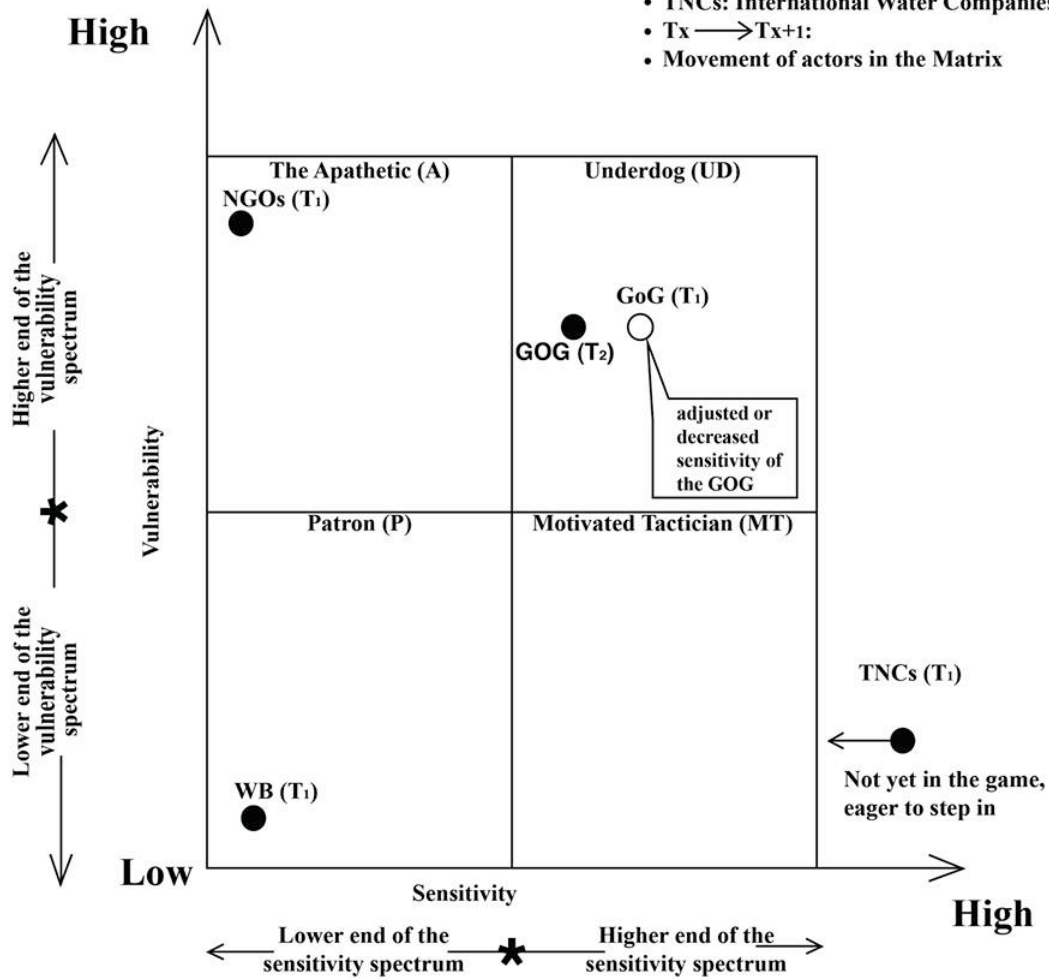 • TNCs: International Water Companies
• Tx ⟶ Tx+1:
• Movement of actors in the Matrix
High
The Apathetic (A)
Underdog (UD)
NGOs (T1)
GoG (T1)
GOG (T2)
adjusted or
decreased
sensitivity of
the GOG
Higher end of the
vulnerability
spectrum
*
Vulnerability
Lower end of the
vulnerability
spectrum
Patron (P)
Motivated Tactician (MT)
TNCs (T1)
Not yet in the game,
eager to step in
WB (T1)
Low
Sensitivity
High
Lower end of the
sensitivity spectrum
*
Higher end of the
sensitivity spectrum